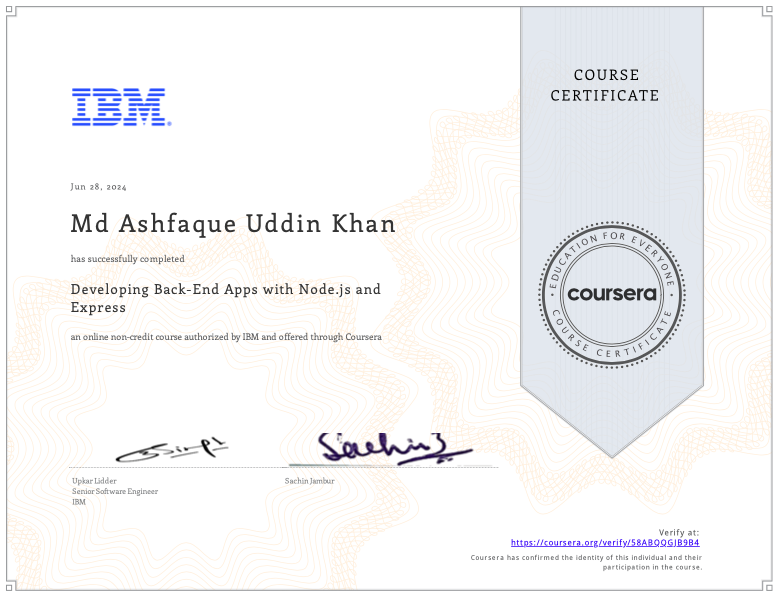 COURSE
CERTIFICATE
IBM®
Jun 28, 2024
Md Ashfaque Uddin Khan
has successfully completed
Developing Back-End Apps with Node.js and
Express
an online non-credit course authorized by IBM and offered through Coursera
EDUCATION FOR EVERYONE
coursera
COURSE CERTIFICATE
Sachin J
Upkar Lidder
Senior Software Engineer
IBM
Sachin Jambur
Verify at:
https://coursera.org/verify/58ABQQGJB9B4
Coursera has confirmed the identity of this individual and their
participation in the course.